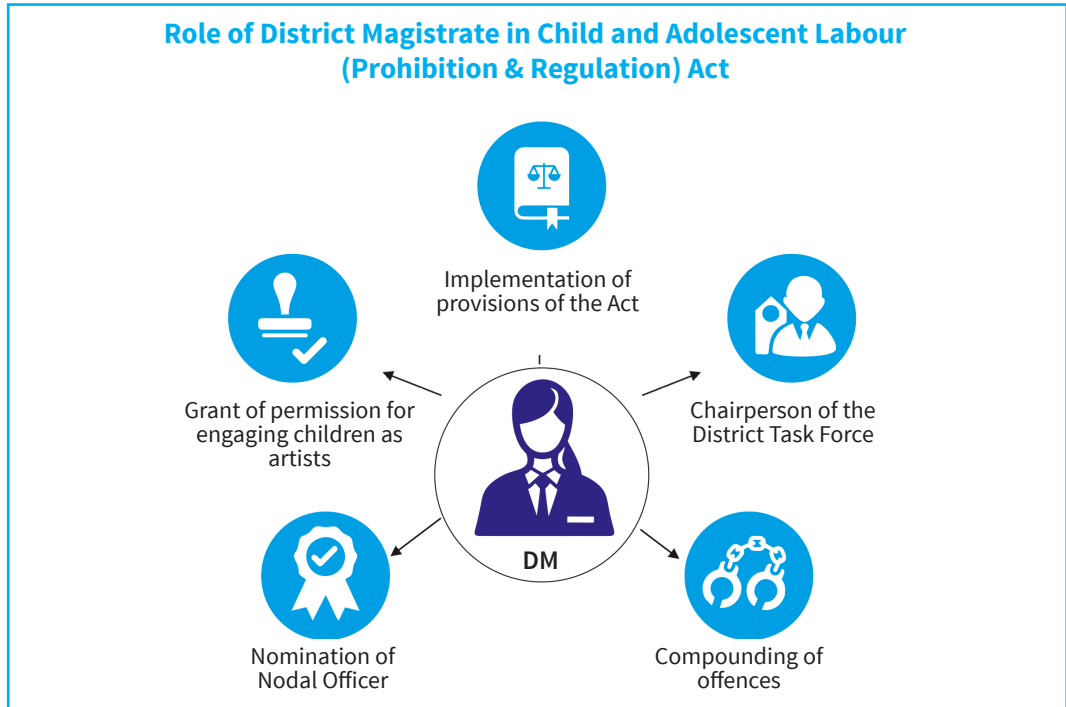 Role of District Magistrate in Child and Adolescent Labour
(Prohibition & Regulation) Act
Implementation of
provisions of the Act
Grant of permission for
engaging children as
artists
Chairperson of the
District Task Force
DM
Nomination of
Nodal Officer
Compounding of
offences